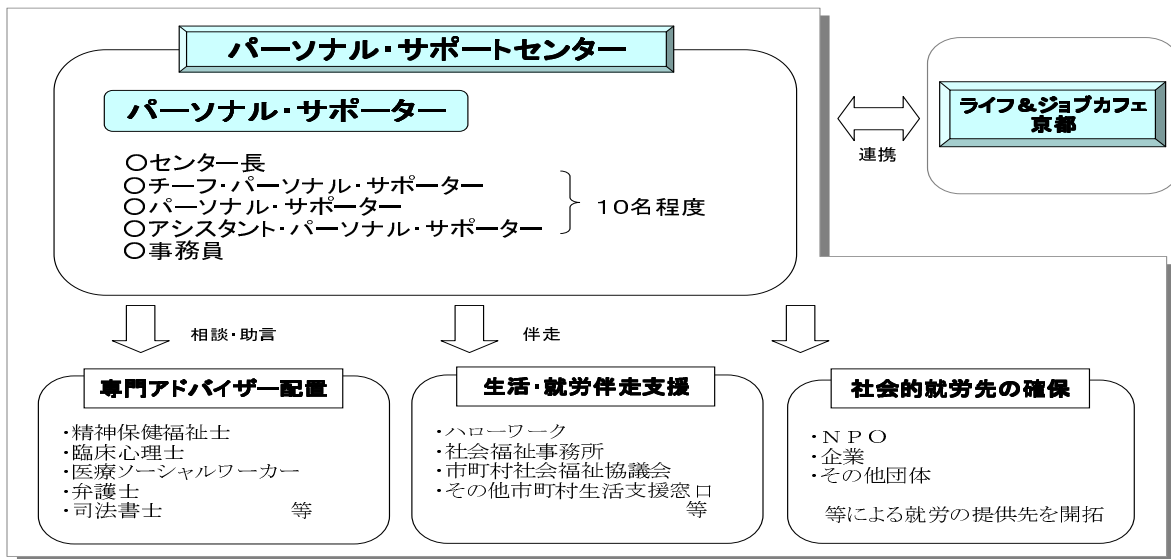 パーソナル・サポートセンター
パーソナル・サポーター
○センター長
○チーフ・パーソナル・サポーター
○パーソナル・サポーター
○アシスタント・パーソナル・サポーター
○事務員
10名程度
連携
ライフ&ジョブカフェ
京都
相談・助言
伴走
専門アドバイザー配置
・精神保健福祉士
・臨床心理士
・医療ソーシャルワーカー
・弁護士
・司法書士 等
生活・就労伴走支援
・ハローワーク
・社会福祉事務所
・市町村社会福祉協議会
・その他市町村生活支援窓口
等
社会的就労先の確保
・NPO
・企業
・その他団体
等による就労の提供先を開拓